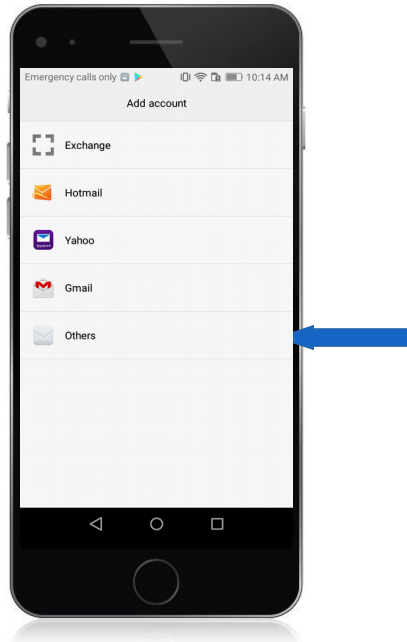 Emergency calls only 10:14 AM
Add account
Exchange
Hotmail
Yahoo
Gmail
Others